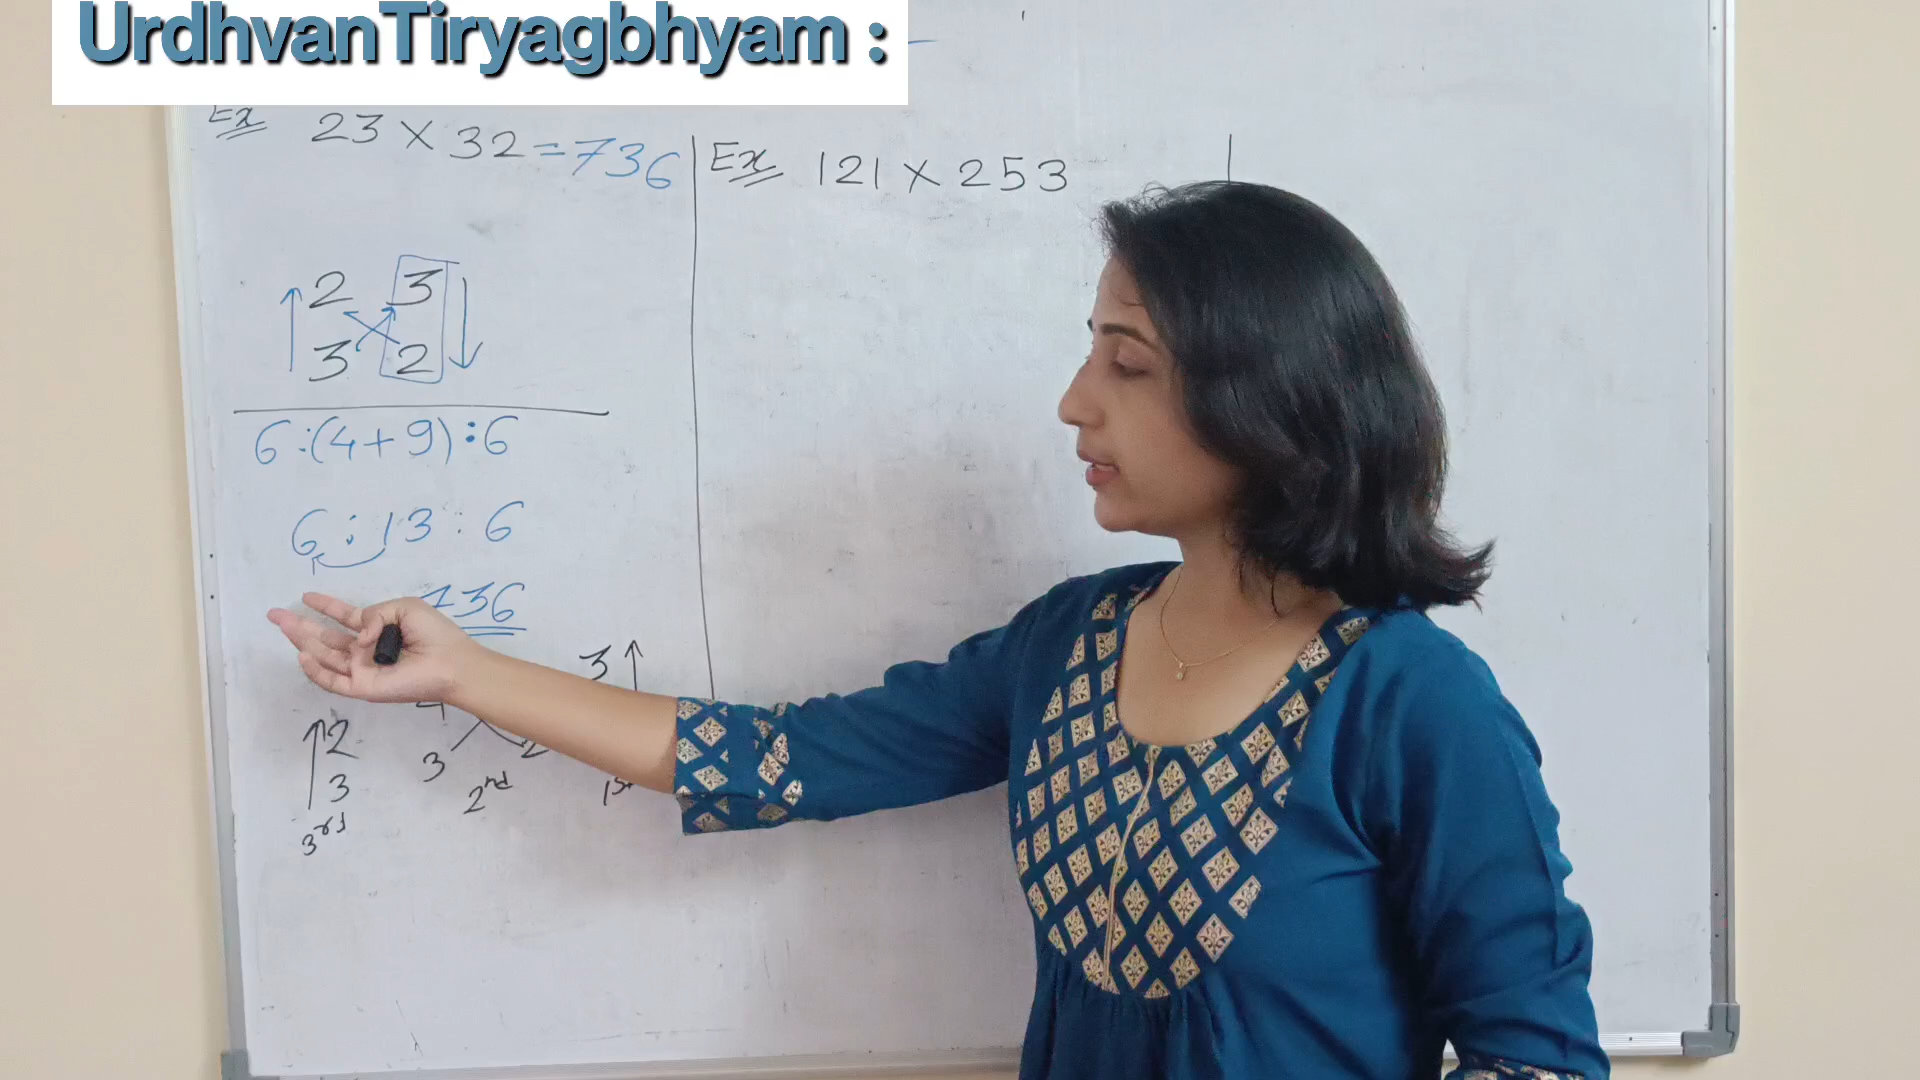 UrdhvanTiryagbhyam :
Ex 23 × 32 = 736
Ex 121 × 253
2 3
3 2
6 : (4 + 9) : 6
6 : 13 : 6
736
3
2
3
3 2
2nd
1st
3rd